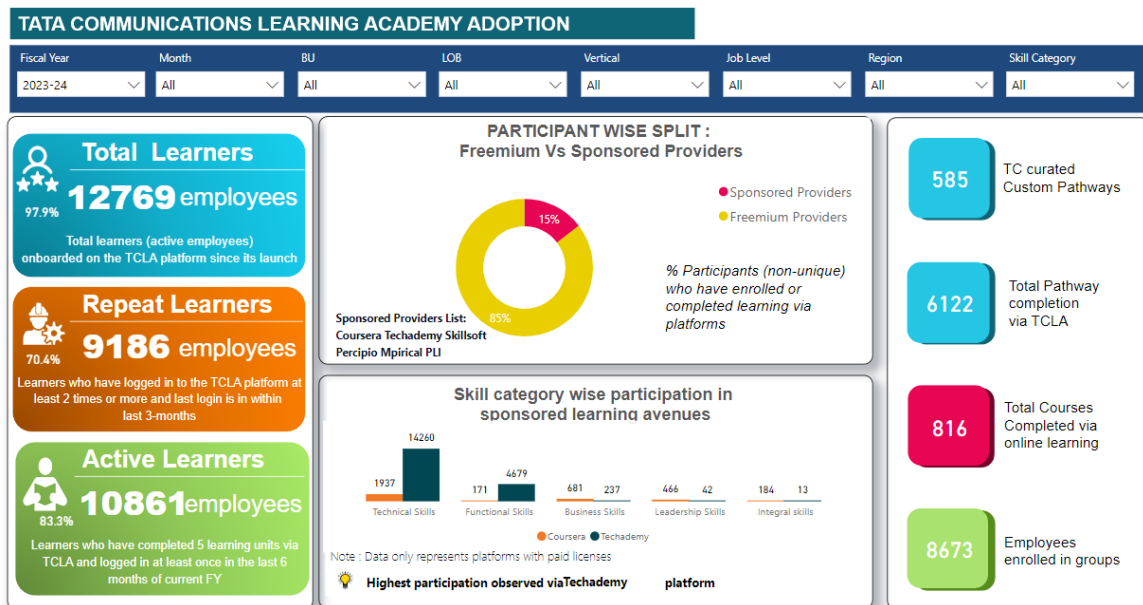 TATA COMMUNICATIONS LEARNING ACADEMY ADOPTION
Fiscal Year
2023-24
Month
All
BU
All
LOB
All
Vertical
All
Job Level
All
Region
All
Skill Category
All
Total Learners
12769 employees
97.9%
Total learners (active employees)
onboarded on the TCLA platform since its launch
Repeat Learners
9186 employees
70.4%
Learners who have logged in to the TCLA platform at
least 2 times or more and last login is in within
last 3-months
Active Learners
10861employees
83.3%
Learners who have completed 5 learning units via
TCLA and logged in at least once in the last 6
months of current FY
PARTICIPANT WISE SPLIT :
Freemium Vs Sponsored Providers
15%
85%
Sponsored Providers
Freemium Providers
% Participants (non-unique)
who have enrolled or
completed learning via
platforms
Sponsored Providers List:
Coursera Techademy Skillsoft
Percipio Mpirical PLI
Skill category wise participation in
sponsored learning avenues
1937
14260
171
4679
681
237
466
42
184
13
Technical Skills
Functional Skills
Business Skills
Leadership Skills
Integral skills
Coursera
Techademy
Note : Data only represents platforms with paid licenses
Highest participation observed viaTechademy platform
585
TC curated
Custom Pathways
6122
Total Pathway
completion
via TCLA
816
Total Courses
Completed via
online learning
8673
Employees
enrolled in groups